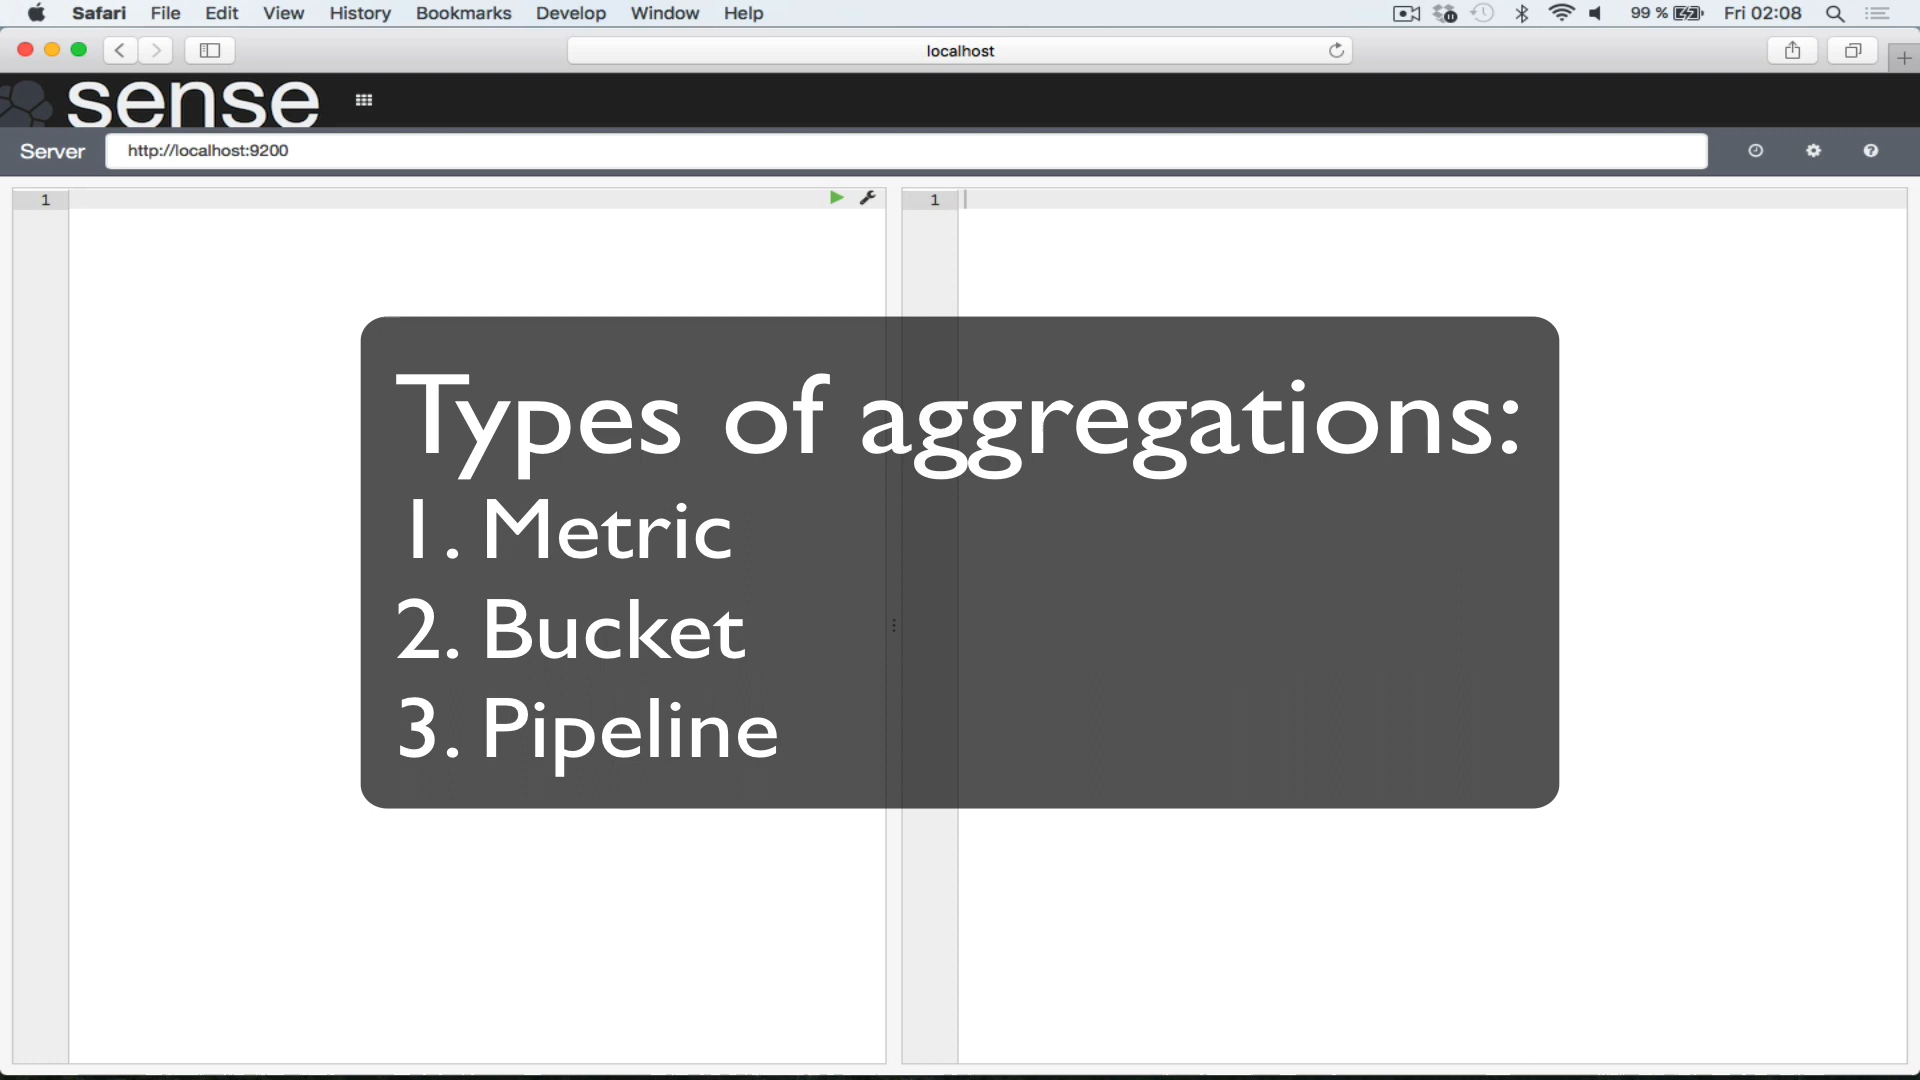 Safari File Edit View History Bookmarks Develop Window Help 99 % Fri 02:08
localhost
sense
Server http://localhost:9200
1 1
Types of aggregations:
1. Metric
2. Bucket
3. Pipeline